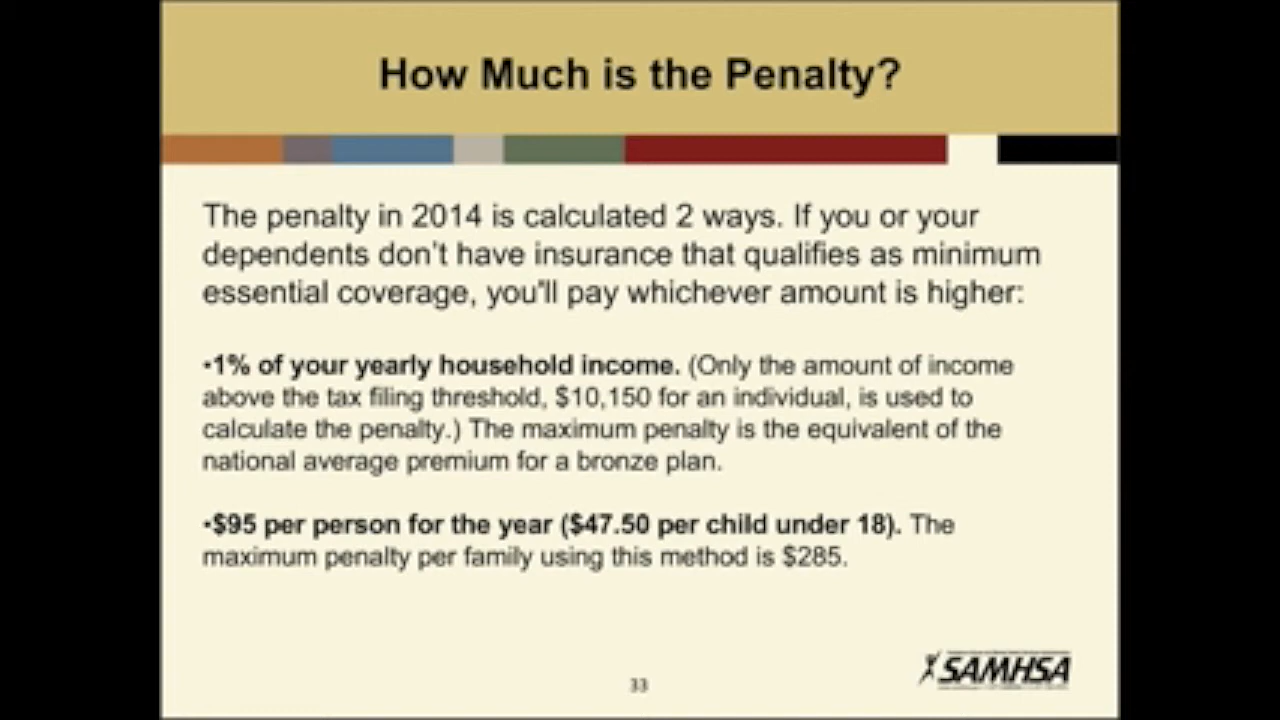 How Much is the Penalty?
The penalty in 2014 is calculated 2 ways. If you or your
dependents don't have insurance that qualifies as minimum
essential coverage, you'll pay whichever amount is higher:
•1% of your yearly household income. (Only the amount of income
above the tax filing threshold, $10,150 for an individual, is used to
calculate the penalty.) The maximum penalty is the equivalent of the
national average premium for a bronze plan.
•$95 per person for the year ($47.50 per child under 18). The
maximum penalty per family using this method is $285.
33
SAMHSA